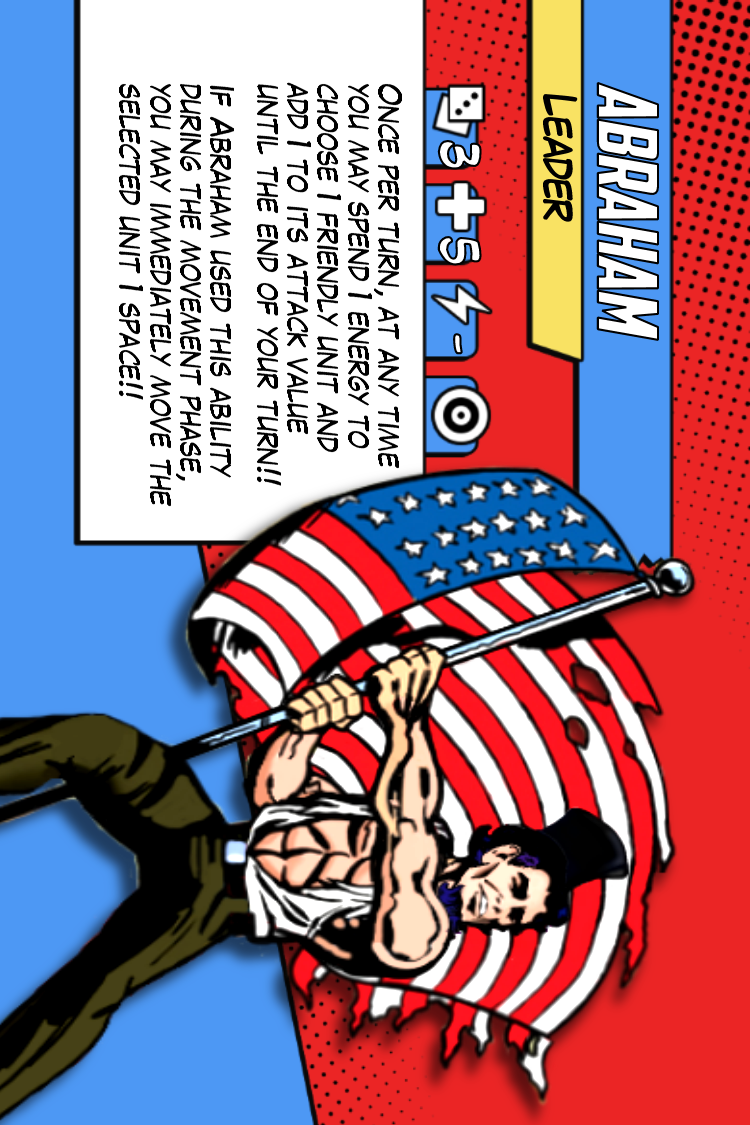 ABRAHAM
LEADER
3 5 -
ONCE PER TURN, AT ANY TIME
YOU MAY SPEND 1 ENERGY TO
CHOOSE 1 FRIENDLY UNIT AND
ADD 1 TO ITS ATTACK VALUE
UNTIL THE END OF YOUR TURN!!
IF ABRAHAM USED THIS ABILITY
DURING THE MOVEMENT PHASE,
YOU MAY IMMEDIATELY MOVE THE
SELECTED UNIT 1 SPACE!!